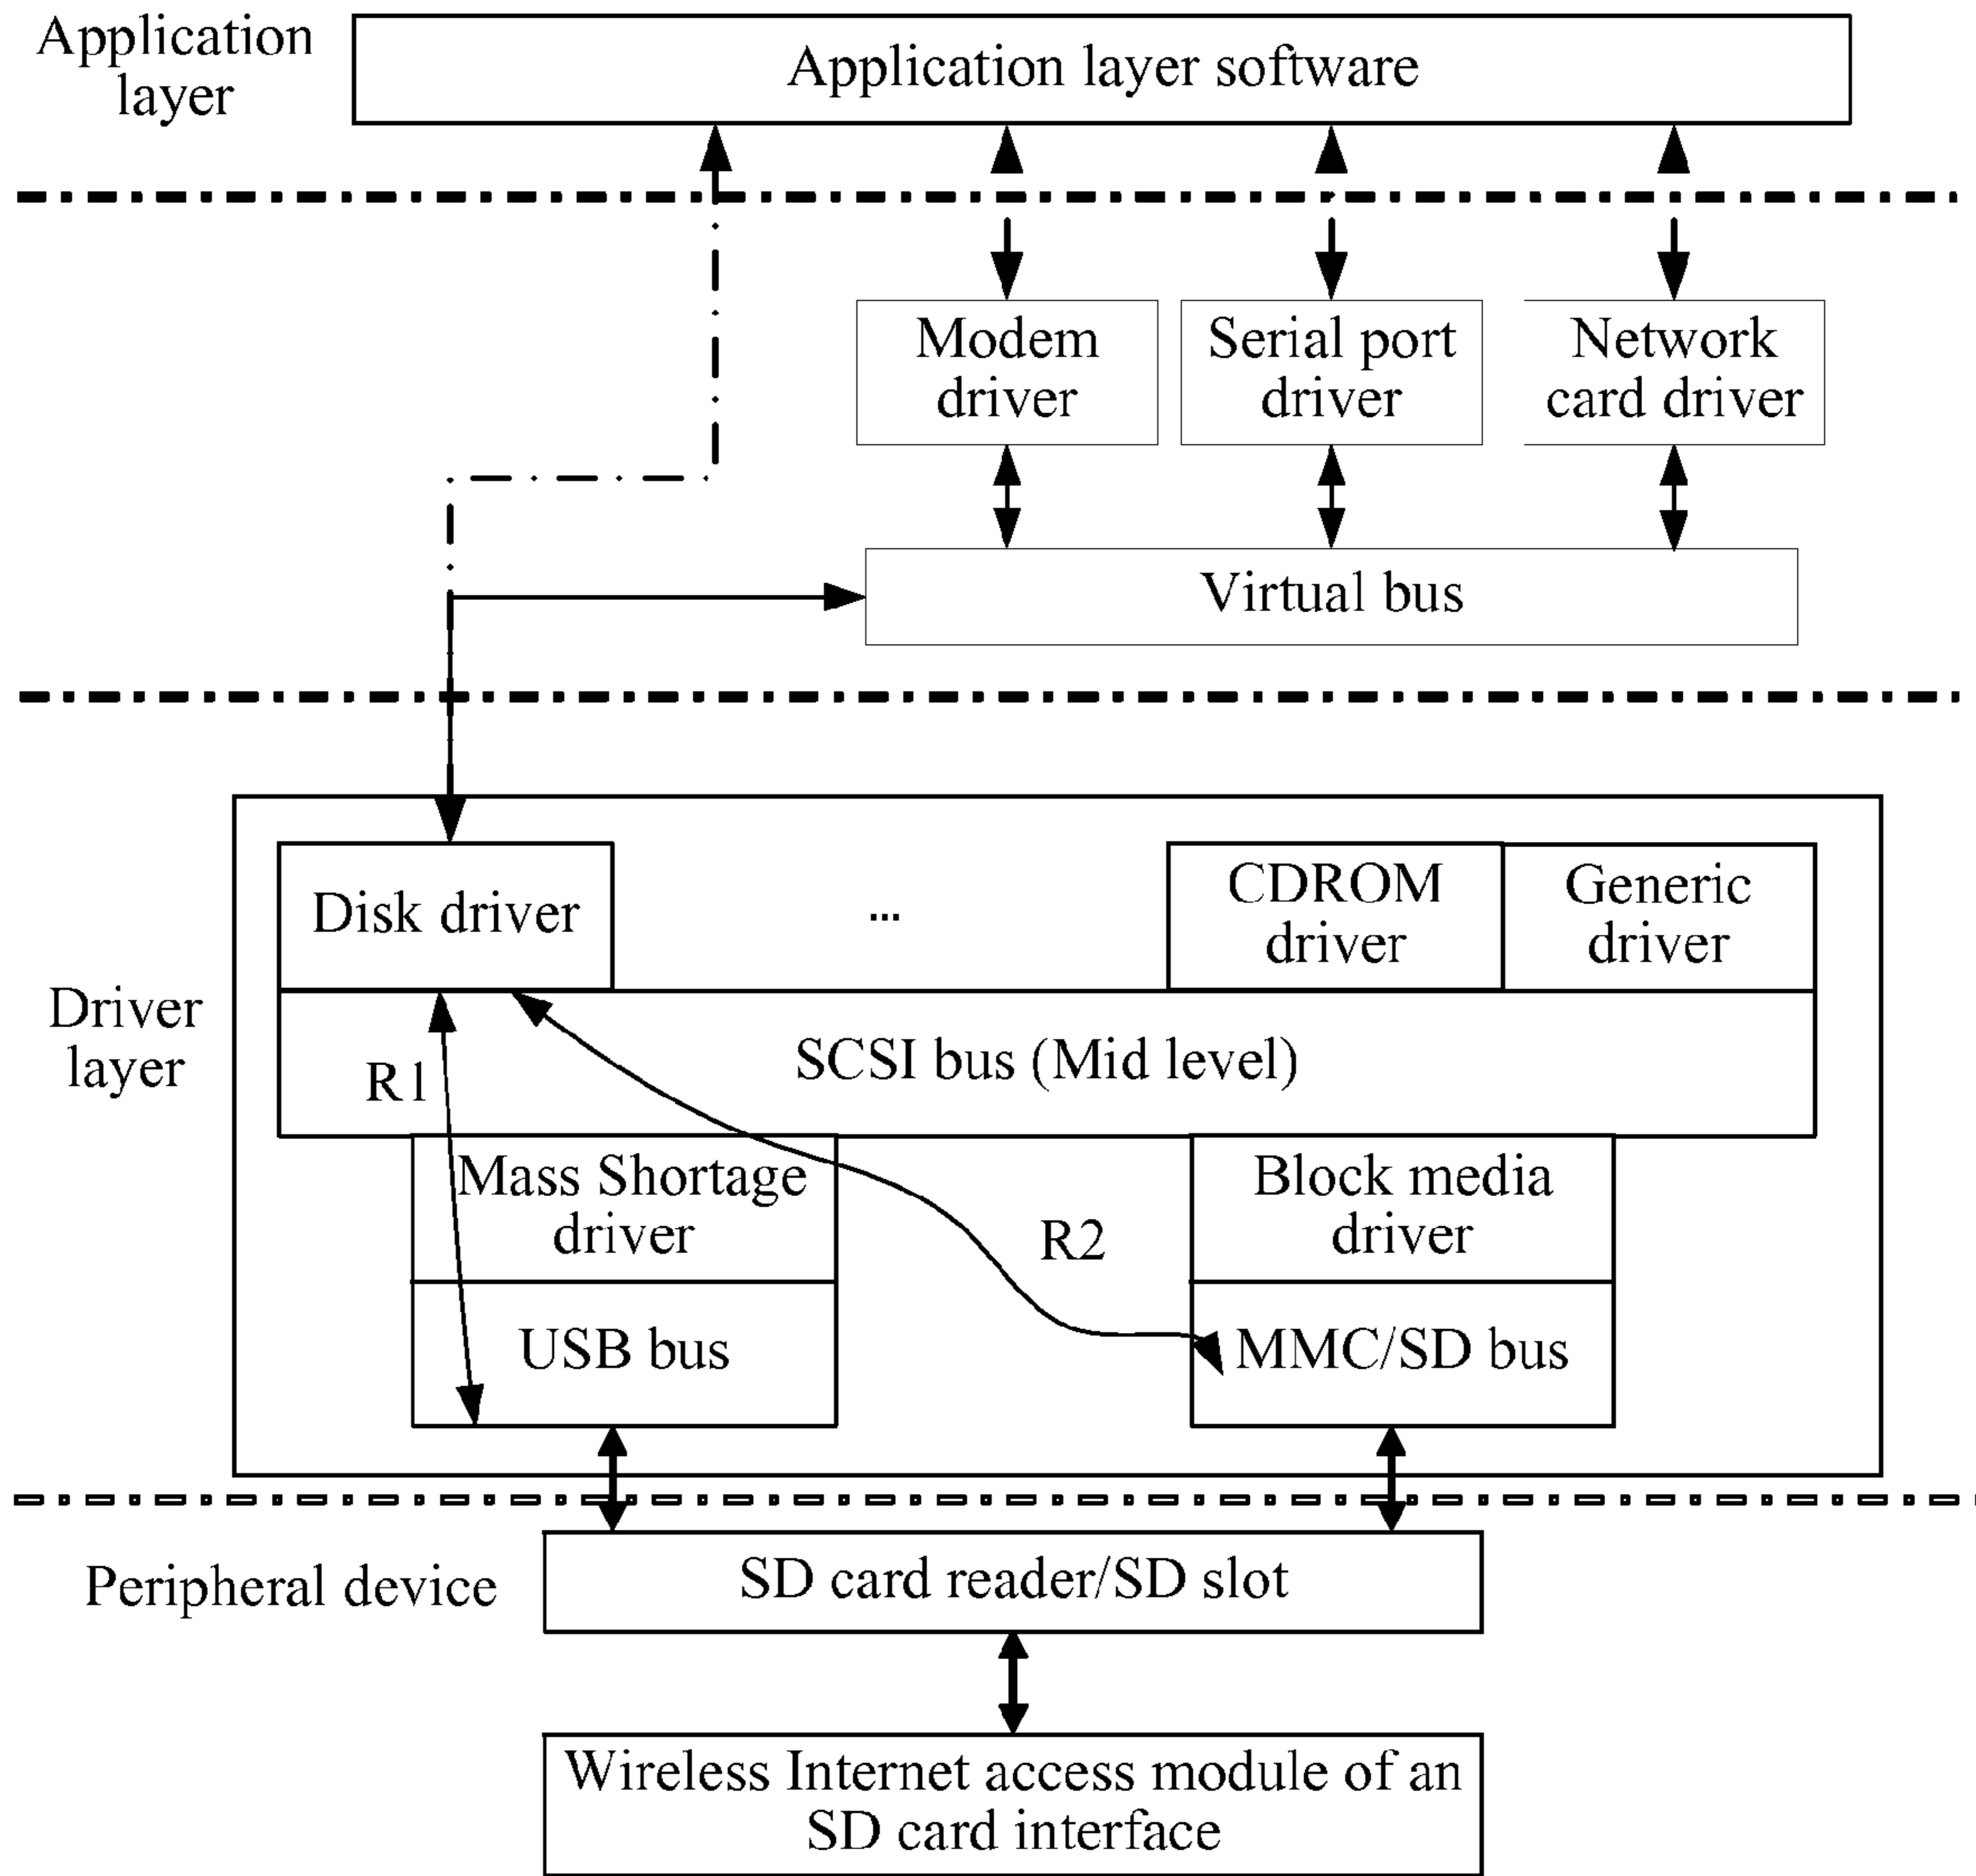 Application
layer
Application layer software
Modem
driver
Serial port
driver
Network
card driver
Virtual bus
Driver
layer
Disk driver
...
CDROM
driver
Generic
driver
SCSI bus (Mid level)
R1
Mass Shortage
driver
R2
Block media
driver
USB bus
MMC/SD bus
Peripheral device
SD card reader/SD slot
Wireless Internet access module of an
SD card interface